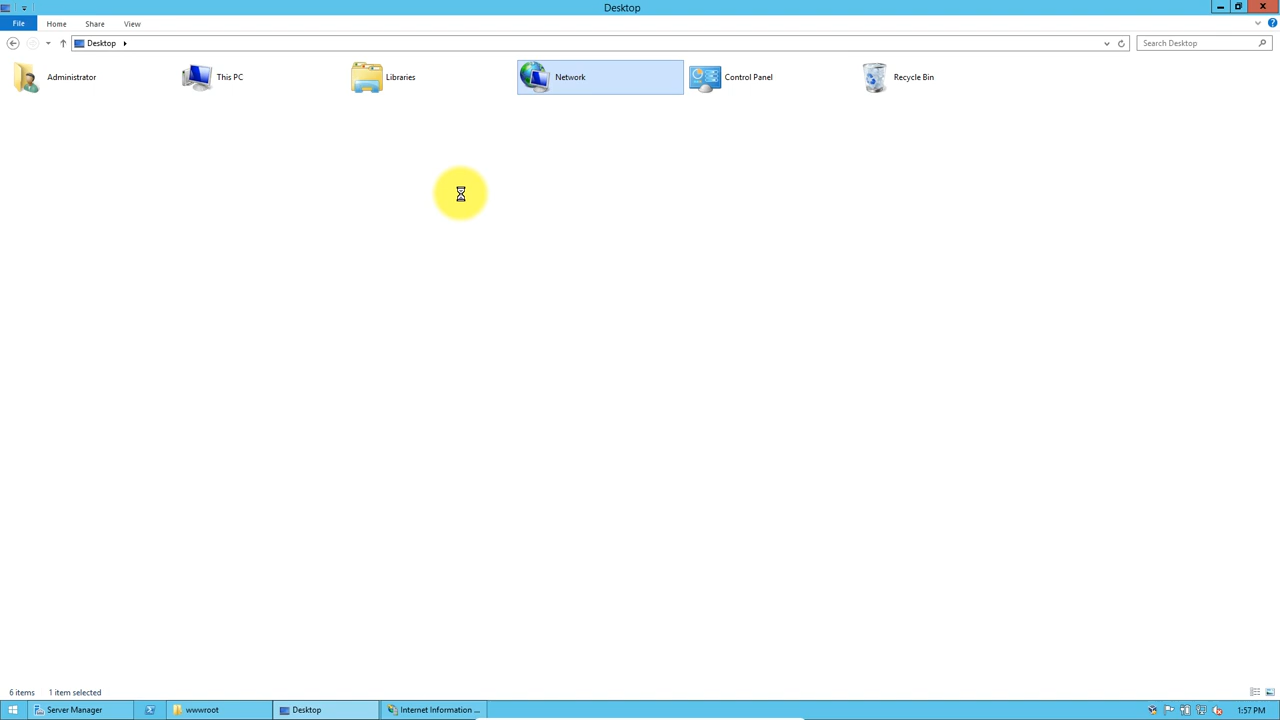 Desktop
File Home Share View
Desktop
Search Desktop
Administrator This PC Libraries Network Control Panel Recycle Bin
6 items 1 item selected
Server Manager wwwroot Desktop Internet Information ... 1:57 PM